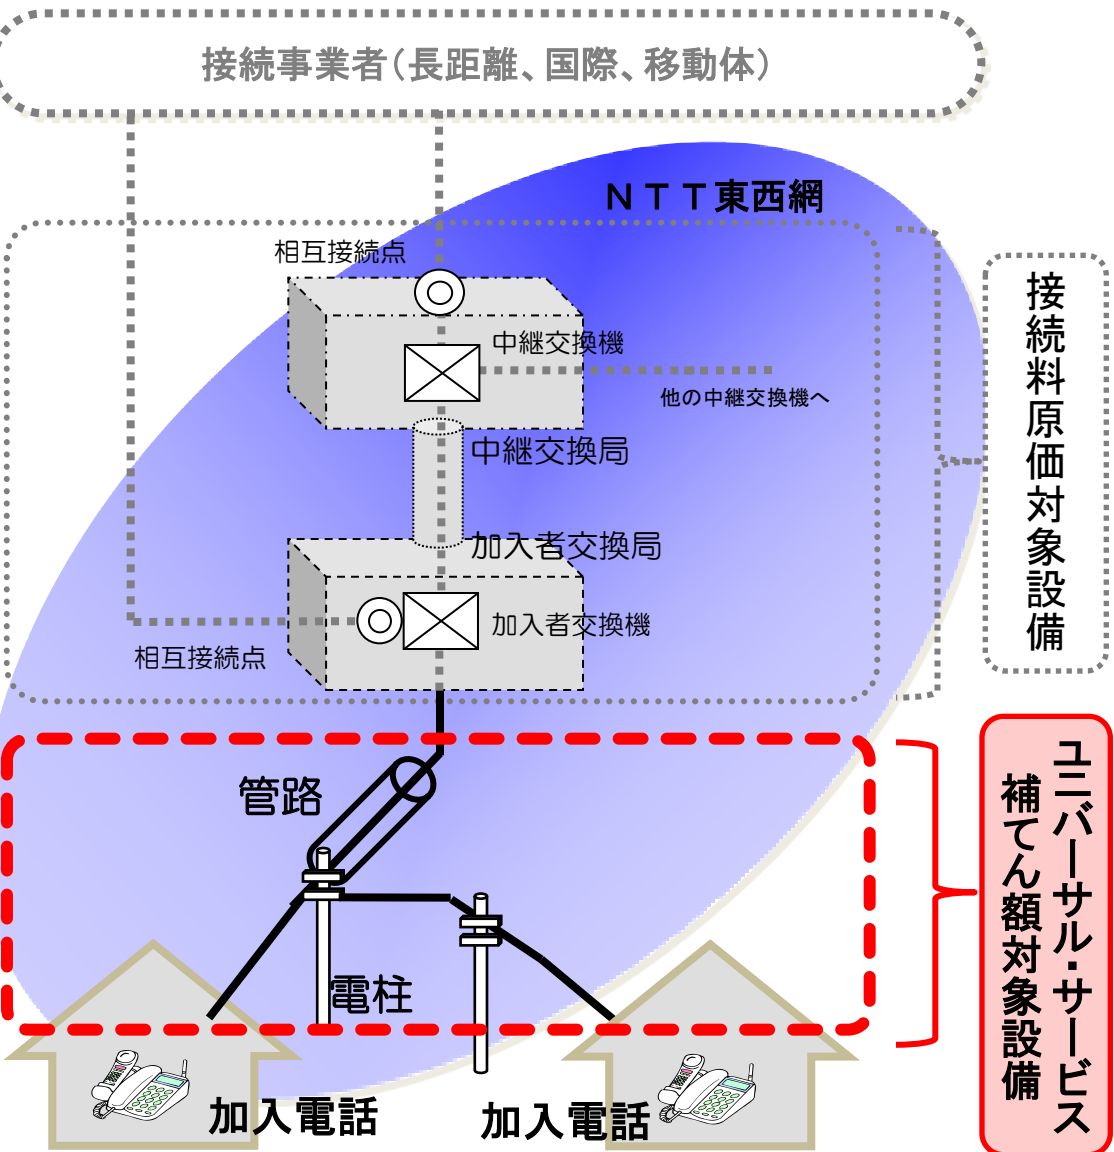 接続事業者（長距離、国際、移動体）
ＮＴＴ東西網
相互接続点
中継交換機
他の中継交換機へ
中継交換局
加入者交換局
加入者交換機
相互接続点
接続料原価対象設備
管路
電柱
ユニバーサル・サービス
補てん額対象設備
加入電話
加入電話